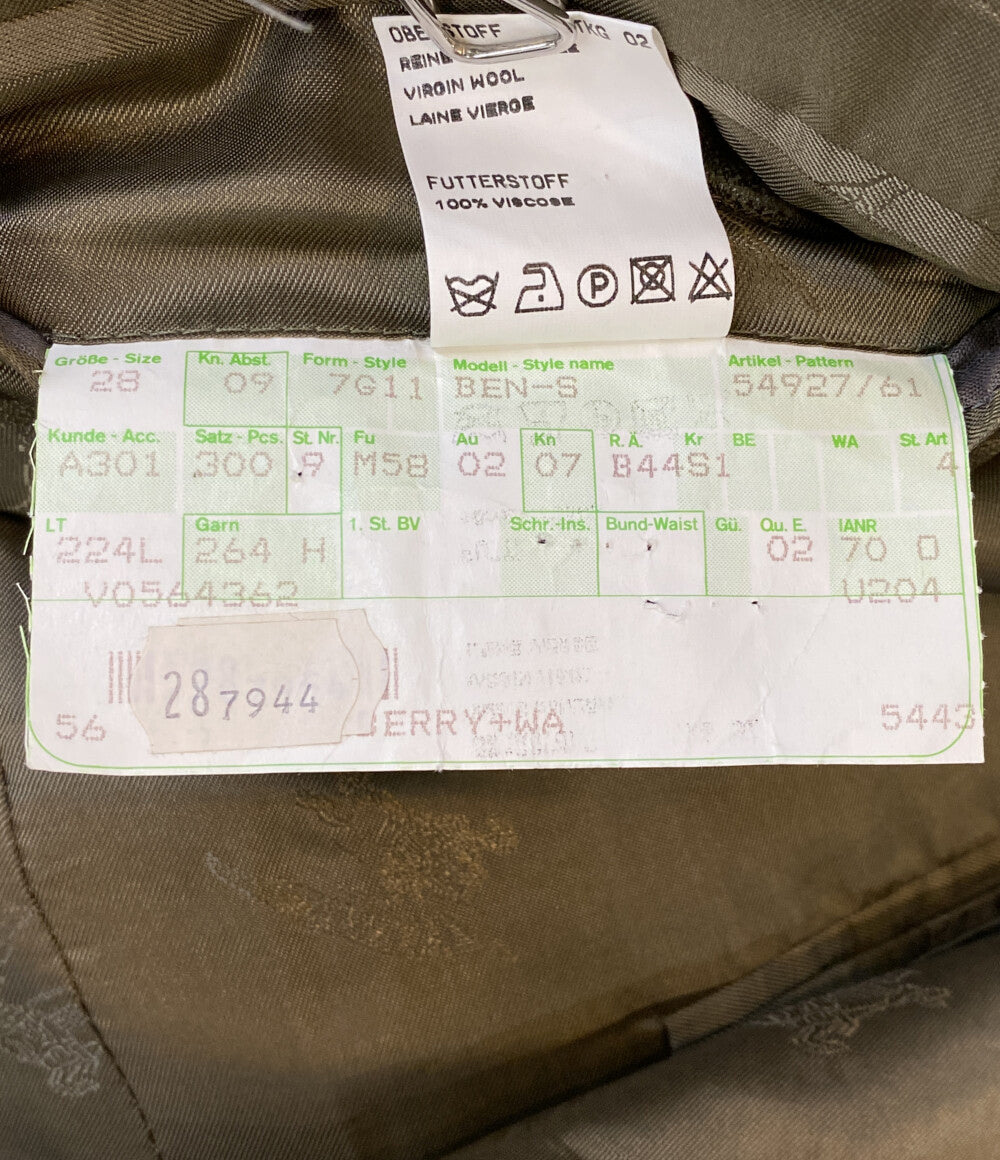 OBE STOFF TKG 02
REINE
VIRGIN WOOL
LAINE VIERGE
FUTTERSTOFF
100% VISCOSE
P
Größe - Size Kn. Abst. Form - Style Modell - Style name Artikel - Pattern
28 09 7G11 BEN-S 54927/61
Kunde - Acc. Satz - Pcs. St. Nr. Fu Au Kn R.Ä. Kr BE WA St. Art
A301 300 9 M58 02 07 B44S1 4
LT Garn 1. St. BV Schr.-Ins. Bund-Waist Gü. Qu. E. IANR
224L 264 H 02 70 0
V0564362 U204
287944
56 BERRY+WA 5443